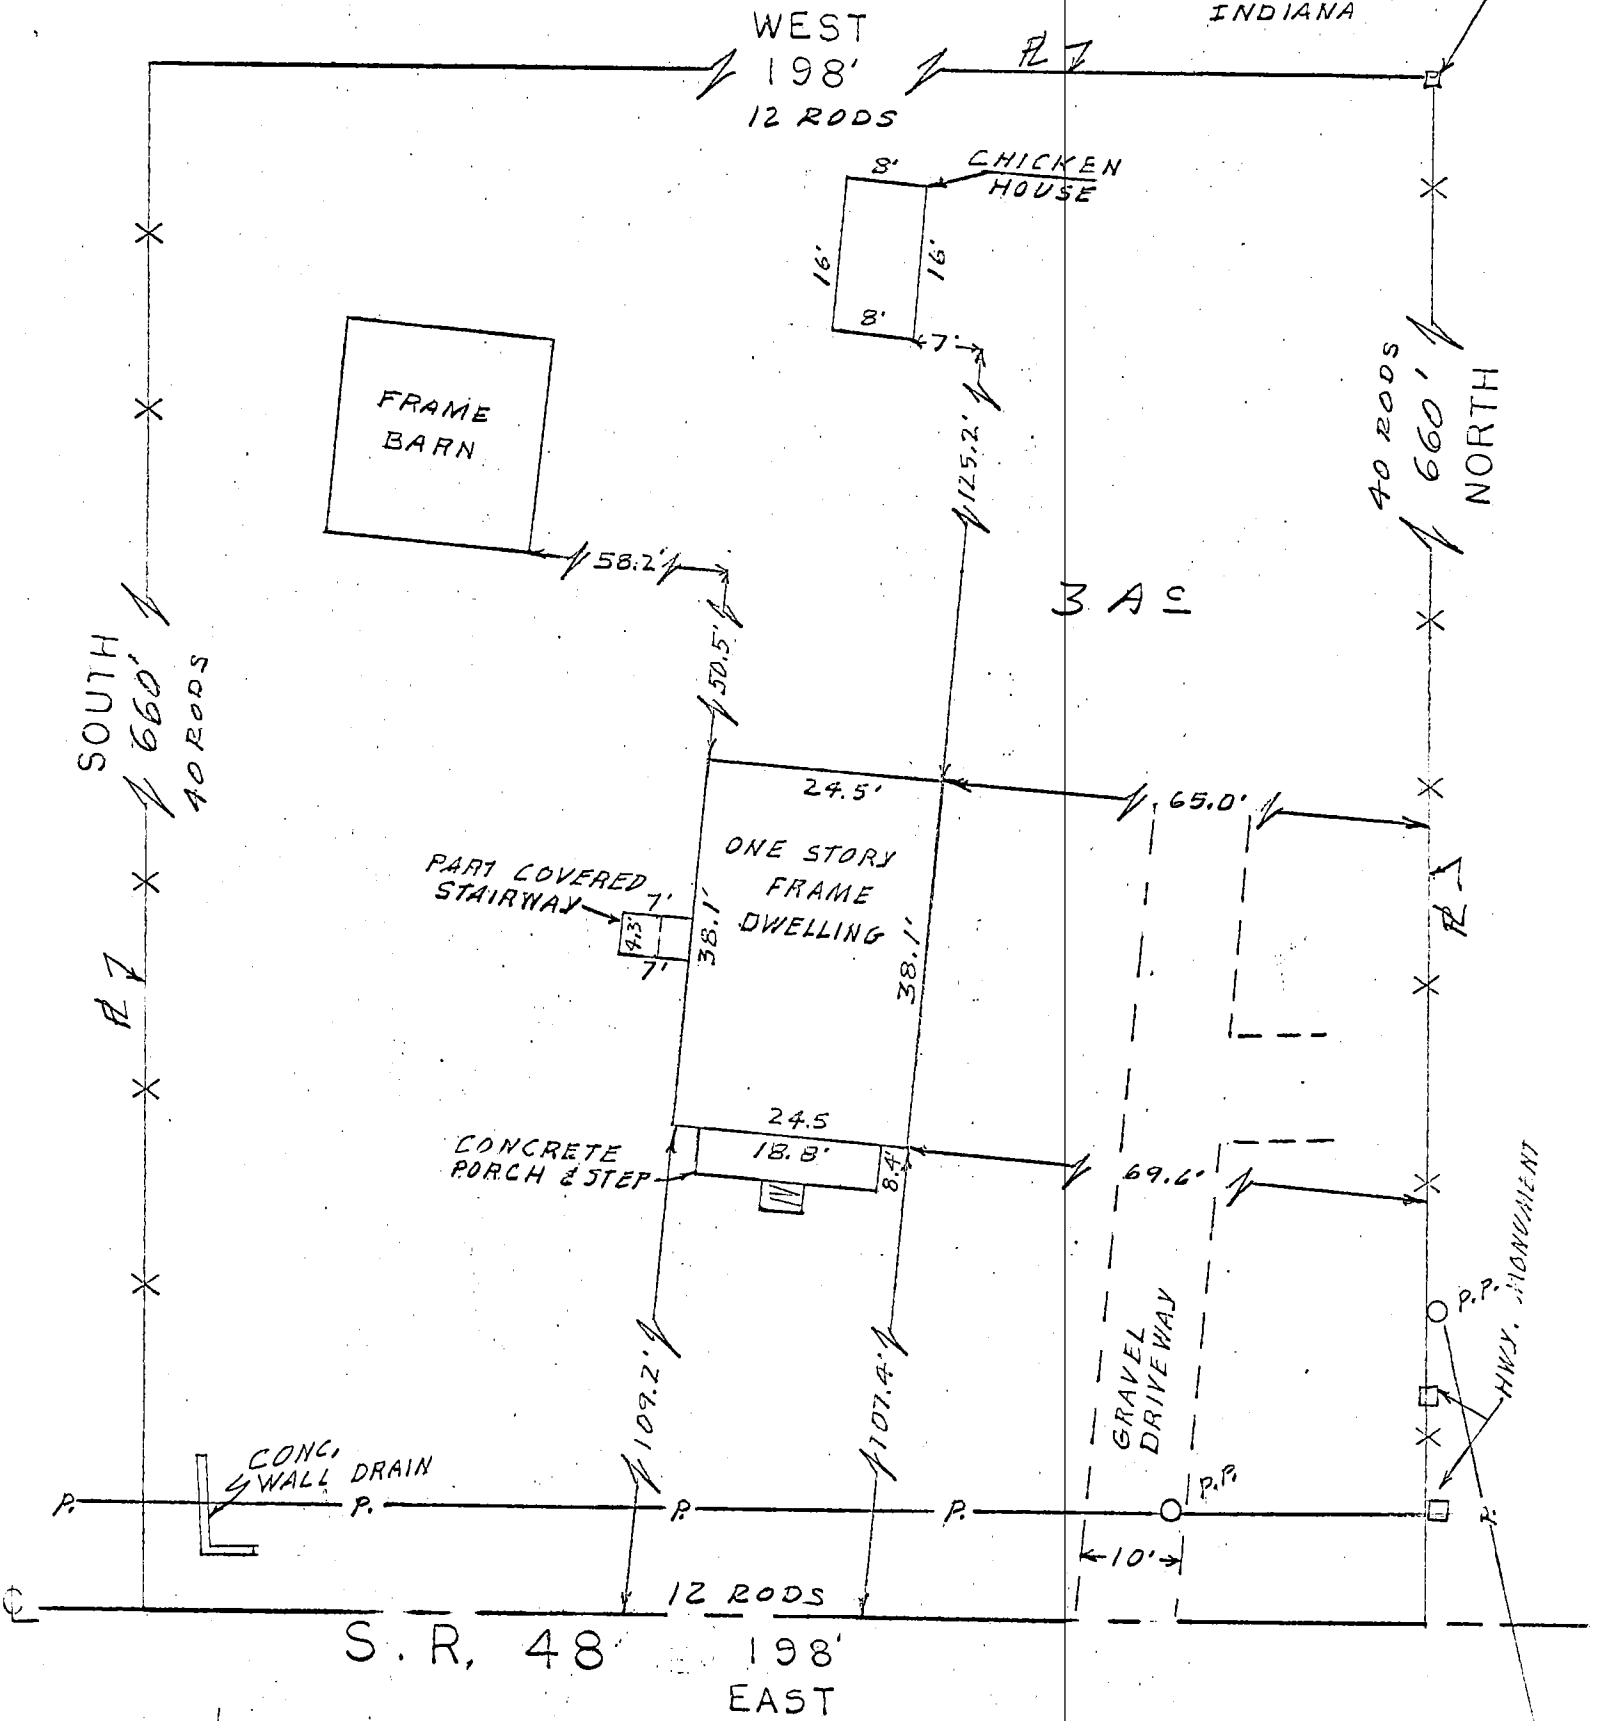 INDIANA
WEST
198'
12 RODS
PL
8'
CHICKEN
HOUSE
16'
16'
8'
7'
FRAME
BARN
125.2'
40 RODS
660'
NORTH
58.2'
50.5'
3 Ac
SOUTH
660'
40 RODS
24.5'
65.0'
ONE STORY
FRAME
DWELLING
PART COVERED
STAIRWAY
7'
4.3'
7'
38.1'
38.1'
PL
PL
24.5
18.8'
8.4'
CONCRETE
PORCH & STEP
69.6'
HWY. MONUMENT
P.P.
GRAVEL
DRIVEWAY
109.2'
107.4'
CONC.
WALL DRAIN
P. P. P. P. P.P. P.
10'
CL
12 RODS
S.R. 48
198'
EAST